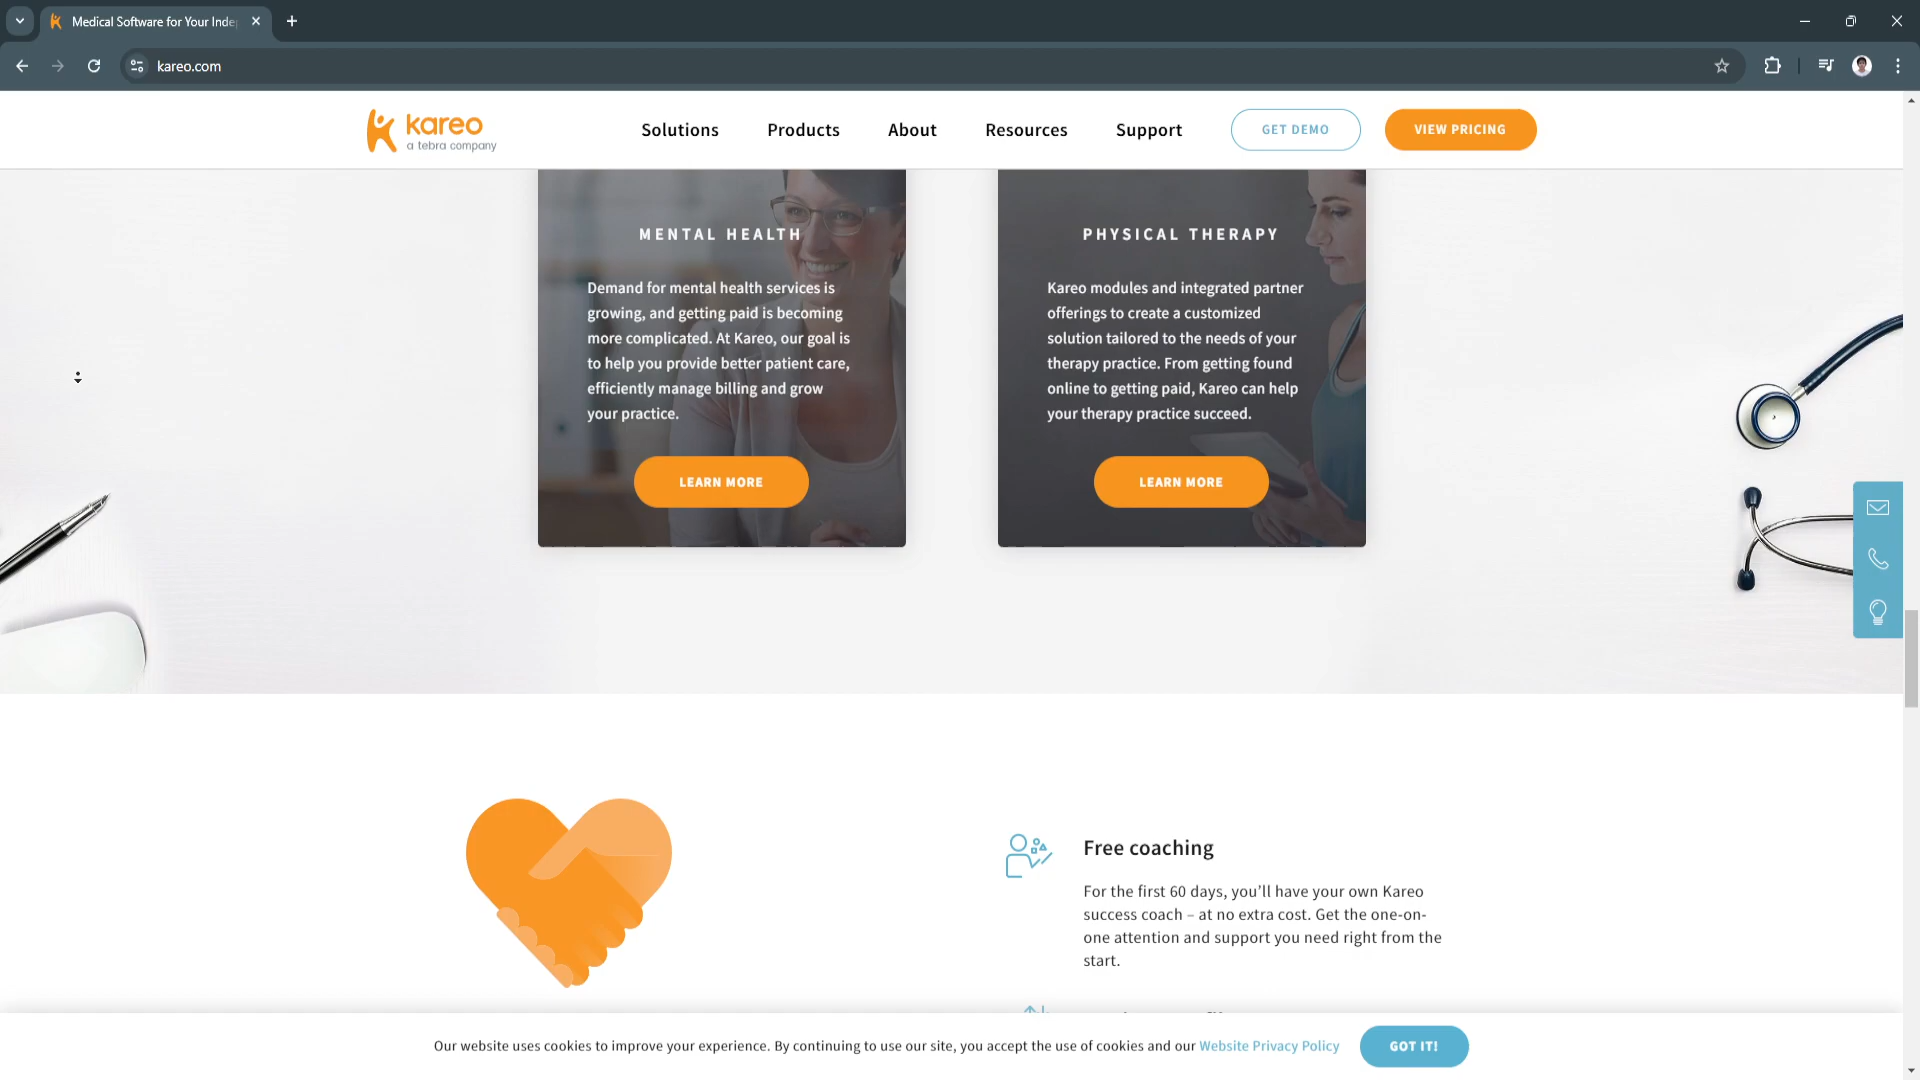 Medical Software for Your Inde
kareo.com
kareo
a tebra company
Solutions
Products
About
Resources
Support
GET DEMO
VIEW PRICING
MENTAL HEALTH
Demand for mental health services is
growing, and getting paid is becoming
more complicated. At Kareo, our goal is
to help you provide better patient care,
efficiently manage billing and grow
your practice.
LEARN MORE
PHYSICAL THERAPY
Kareo modules and integrated partner
offerings to create a customized
solution tailored to the needs of your
therapy practice. From getting found
online to getting paid, Kareo can help
your therapy practice succeed.
LEARN MORE
Free coaching
For the first 60 days, you’ll have your own Kareo
success coach – at no extra cost. Get the one-on-
one attention and support you need right from the
start.
Our website uses cookies to improve your experience. By continuing to use our site, you accept the use of cookies and our Website Privacy Policy
GOT IT!